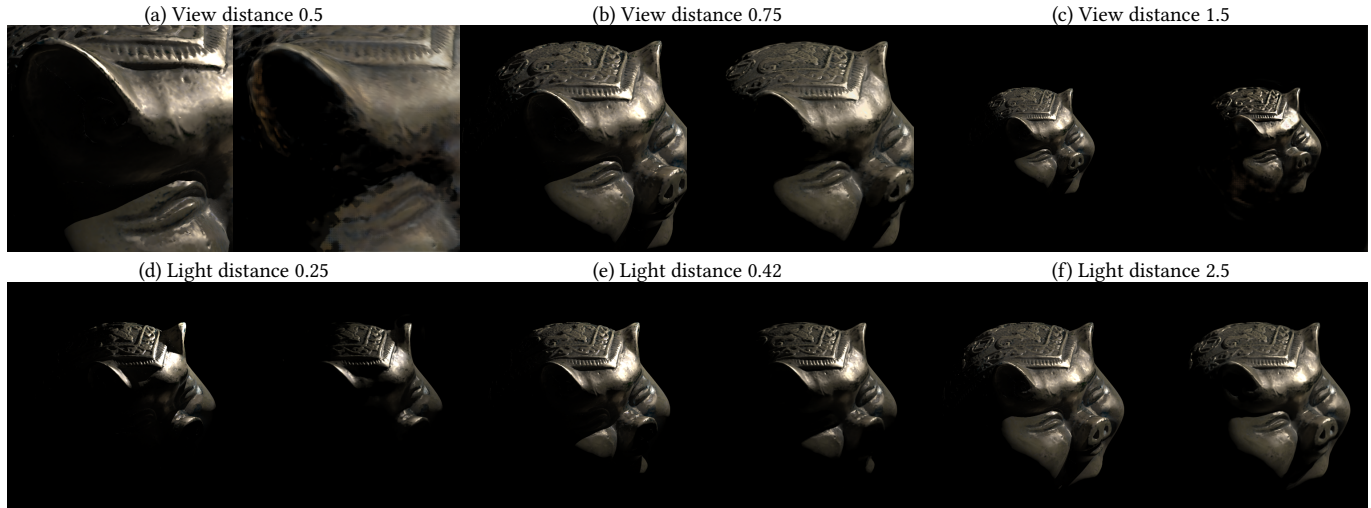 (a) View distance 0.5
(b) View distance 0.75
(c) View distance 1.5
(d) Light distance 0.25
(e) Light distance 0.42
(f) Light distance 2.5